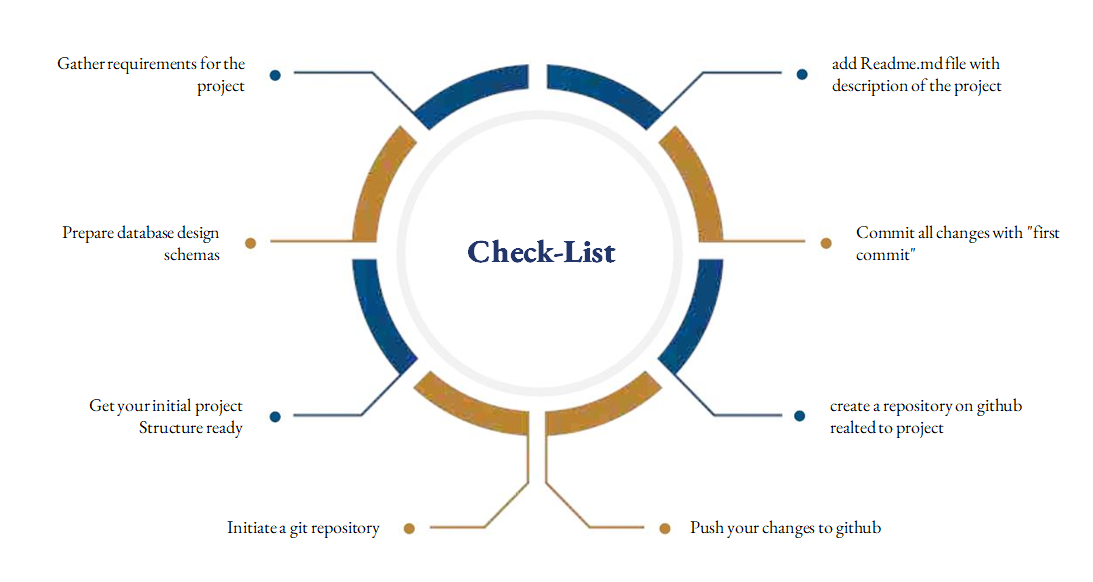 Gather requirements for the
project
Prepare database design
schemas
Get your initial project
Structure ready
Initiate a git repository
Check-List
add Readme.md file with
description of the project
Commit all changes with "first
commit"
create a repository on github
realted to project
Push your changes to github